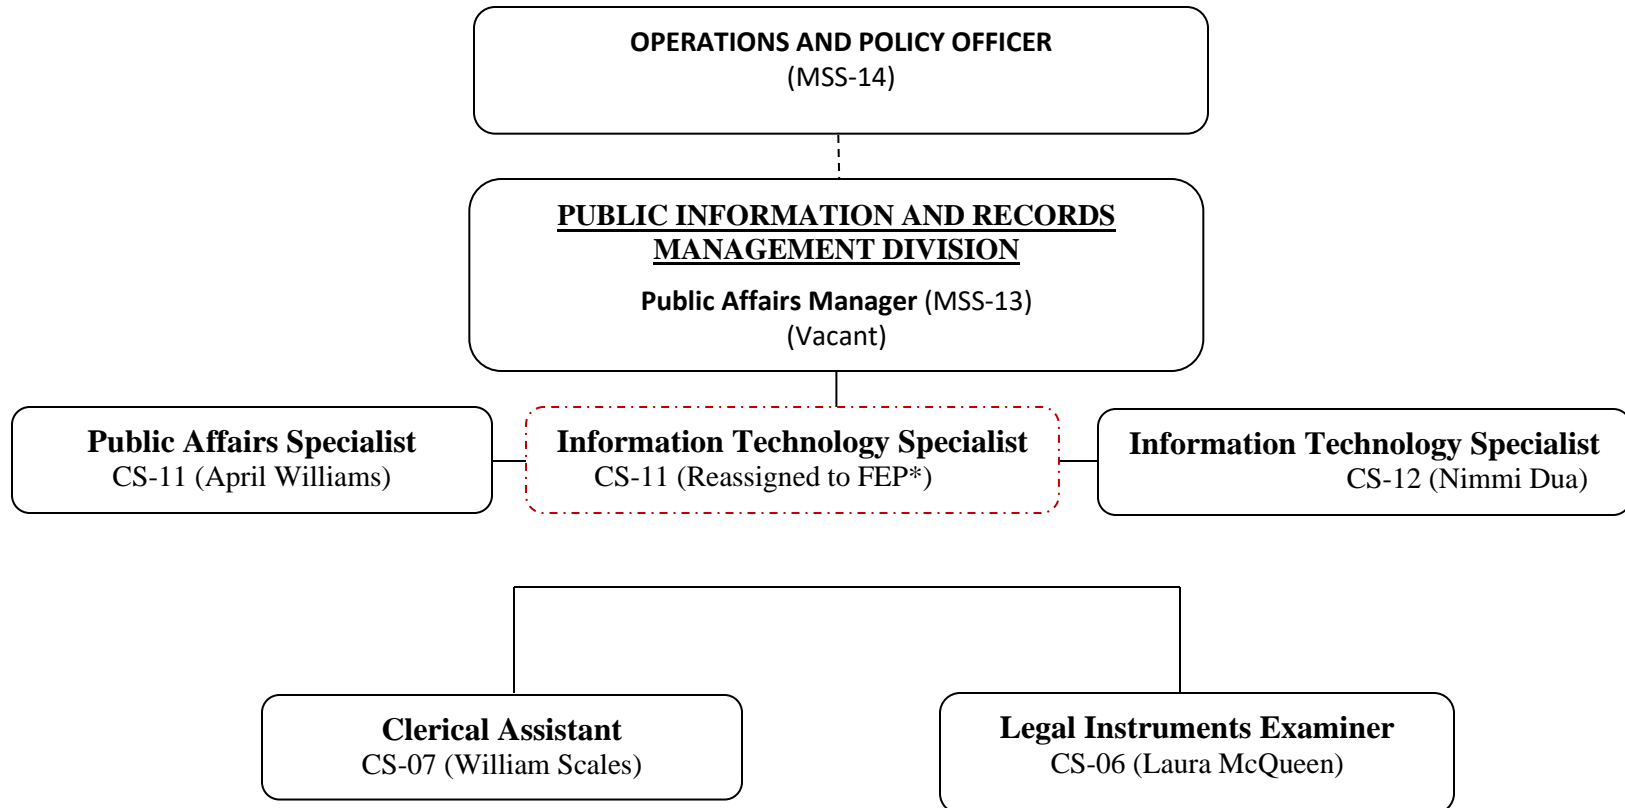 OPERATIONS AND POLICY OFFICER
(MSS-14)
PUBLIC INFORMATION AND RECORDS
MANAGEMENT DIVISION
Public Affairs Manager (MSS-13)
(Vacant)
Public Affairs Specialist
CS-11 (April Williams)
Information Technology Specialist
CS-11 (Reassigned to FEP*)
Information Technology Specialist
CS-12 (Nimmi Dua)
Clerical Assistant
CS-07 (William Scales)
Legal Instruments Examiner
CS-06 (Laura McQueen)